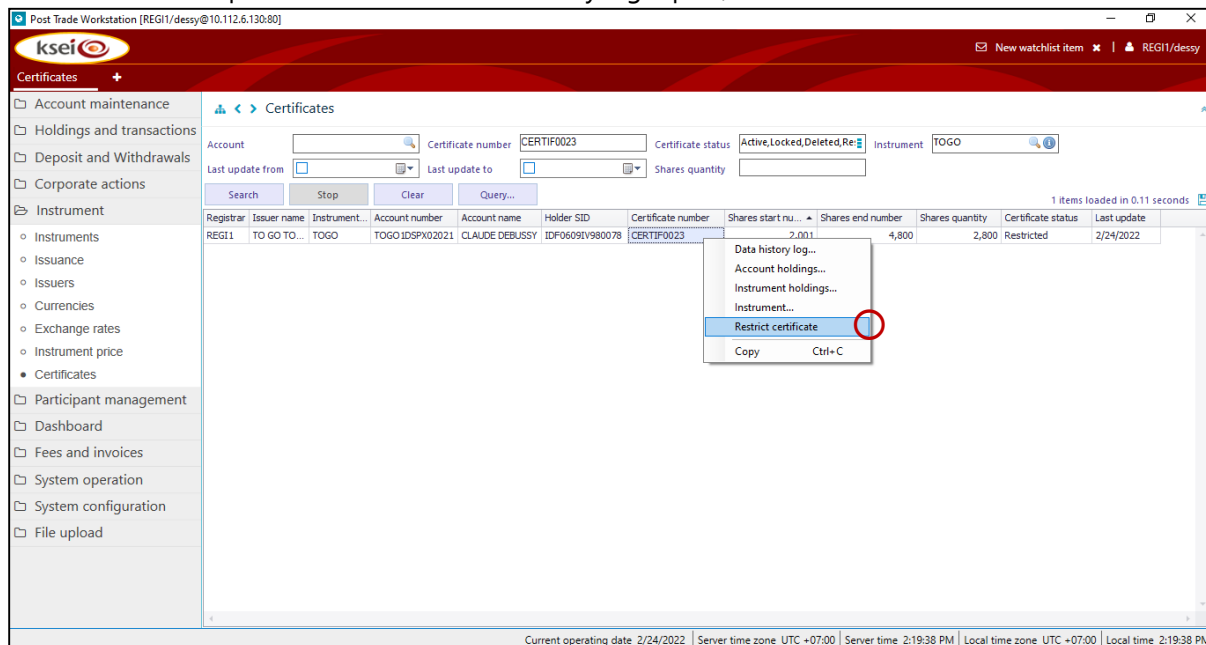 Post Trade Workstation [REGI1/dessy@10.112.6.130:80]
ksei
New watchlist item | REGI1/dessy
Certificates +
Account maintenance
Holdings and transactions
Deposit and Withdrawals
Corporate actions
Instrument
Instruments
Issuance
Issuers
Currencies
Exchange rates
Instrument price
Certificates
Participant management
Dashboard
Fees and invoices
System operation
System configuration
File upload
Certificates
Account Certificate number CERTIF0023 Certificate status Active,Locked,Deleted,Re: Instrument TOGO
Last update from Last update to Shares quantity
Search Stop Clear Query...
1 items loaded in 0.11 seconds
Registrar Issuer name Instrument... Account number Account name Holder SID Certificate number Shares start nu... Shares end number Shares quantity Certificate status Last update
REGI1 TO GO TO... TOGO TOGO1DSPX02021 CLAUDE DEBUSSY IDF0609IV980078 CERTIF0023 2,001 4,800 2,800 Restricted 2/24/2022
Data history log...
Account holdings...
Instrument holdings...
Instrument...
Restrict certificate
Copy Ctrl+C
Current operating date 2/24/2022 | Server time zone UTC +07:00 | Server time 2:19:38 PM | Local time zone UTC +07:00 | Local time 2:19:38 PM